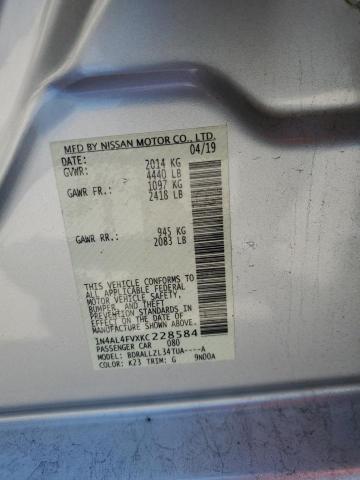 MFD BY NISSAN MOTOR CO., LTD.
DATE: 04/19
GVWR: 2014 KG
4440 LB
GAWR FR.: 1097 KG
2418 LB
GAWR RR.: 945 KG
2083 LB
THIS VEHICLE CONFORMS TO
ALL APPLICABLE FEDERAL
MOTOR VEHICLE SAFETY,
BUMPER, AND THEFT
PREVENTION STANDARDS
IN EFFECT ON THE DATE OF
MANUFACTURE SHOWN ABOVE.
1N4AL4FVXKC228584
PASSENGER CAR 080
MODEL: BDRALLZL34TUA----A
COLOR: K23 TRIM: G 9N00A